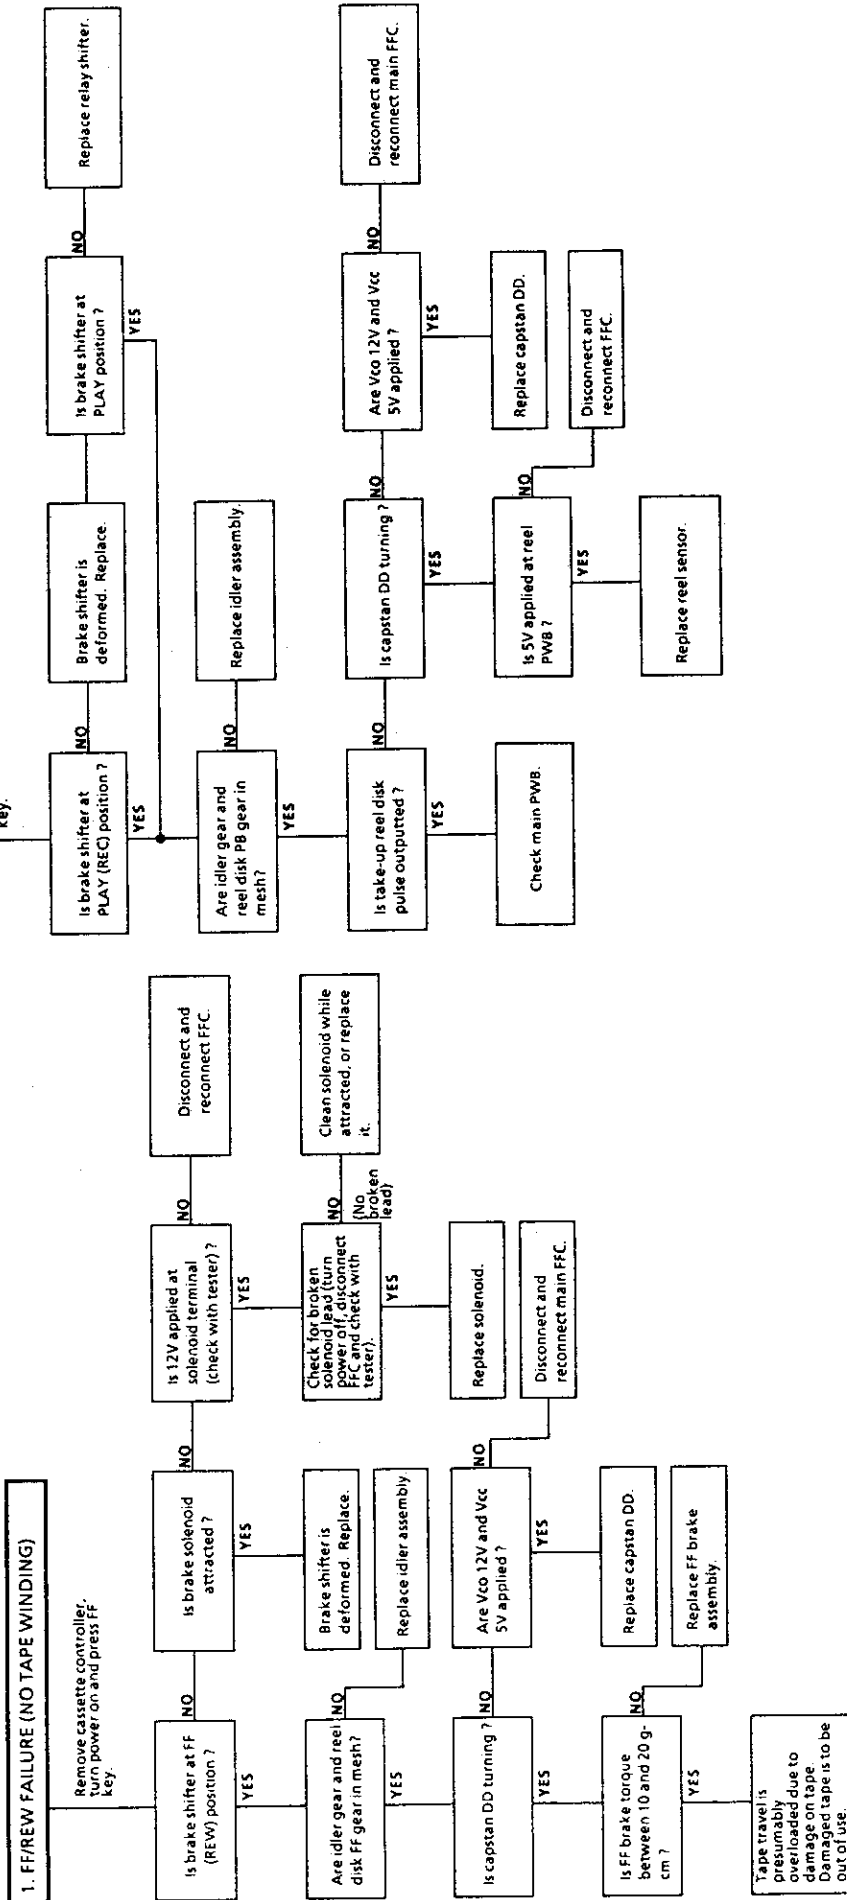 1. FF/REW FAILURE (NO TAPE WINDING)
Remove cassette controller,
turn power on and press FF
key.
Is brake shifter at FF
(REW) position ?
NO
YES
Is brake solenoid
attracted ?
NO
YES
Is 12V applied at
solenoid terminal
(check with tester) ?
NO
YES
Disconnect and
reconnect FFC.
Are idler gear and reel
disk FF gear in mesh?
NO
YES
Brake shifter is
deformed. Replace.
Replace idler assembly.
Check for broken
solenoid lead (turn
power off, disconnect
FFC and check with
tester).
NO
(No
broken
lead)
YES
Clean solenoid while
attracted, or replace
it.
Replace solenoid.
Is capstan DD turning ?
NO
YES
Are Vco 12V and Vcc
5V applied ?
NO
YES
Disconnect and
reconnect main FFC.
Replace capstan DD.
Is FF brake torque
between 10 and 20 g-
cm ?
NO
YES
Replace FF brake
assembly.
Tape travel is
presumably
overloaded due to
damage on tape.
Damaged tape is to be
out of use.
key.
Is brake shifter at
PLAY (REC) position ?
NO
YES
Brake shifter is
deformed. Replace.
Is brake shifter at
PLAY position ?
NO
YES
Replace relay shifter.
Are idler gear and
reel disk PB gear in
mesh?
NO
YES
Replace idler assembly.
Is take-up reel disk
pulse outputted ?
NO
YES
Is capstan DD turning ?
NO
YES
Are Vco 12V and Vcc
5V applied ?
NO
YES
Disconnect and
reconnect main FFC.
Check main PWB.
Is 5V applied at reel
PWB ?
NO
YES
Replace capstan DD.
Disconnect and
reconnect FFC.
Replace reel sensor.